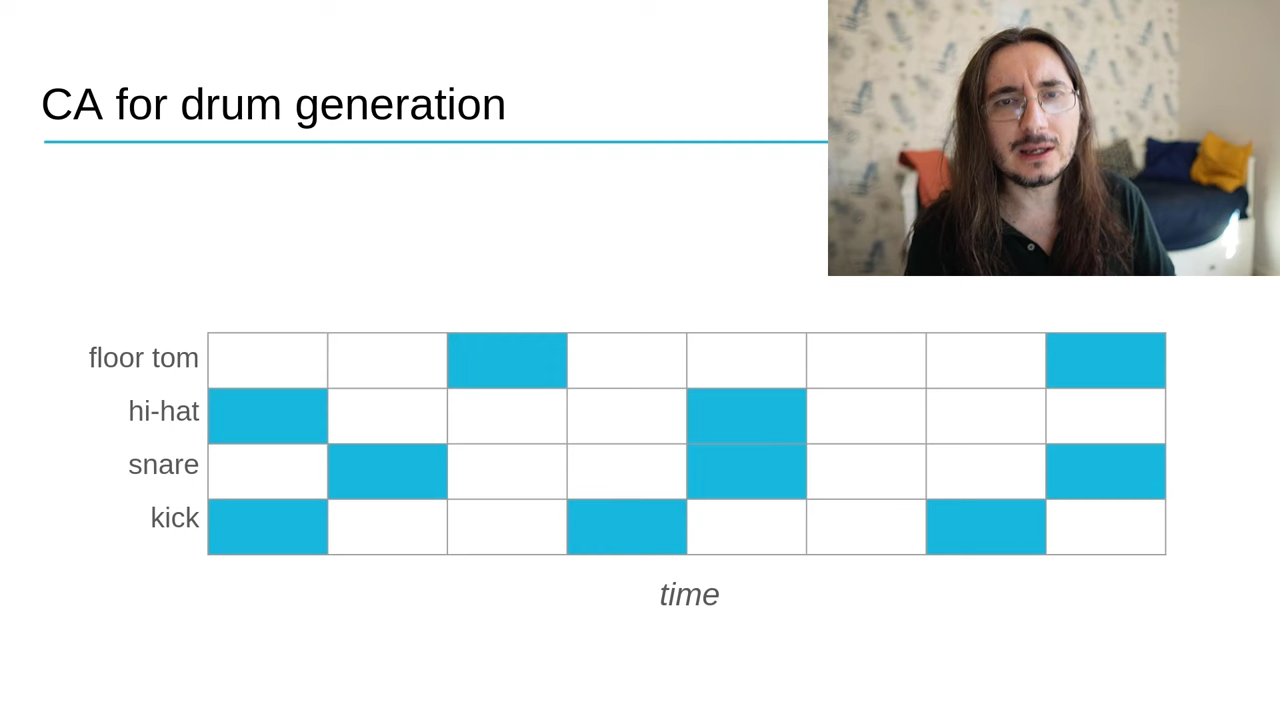 CA for drum generation
floor tom
hi-hat
snare
kick
time